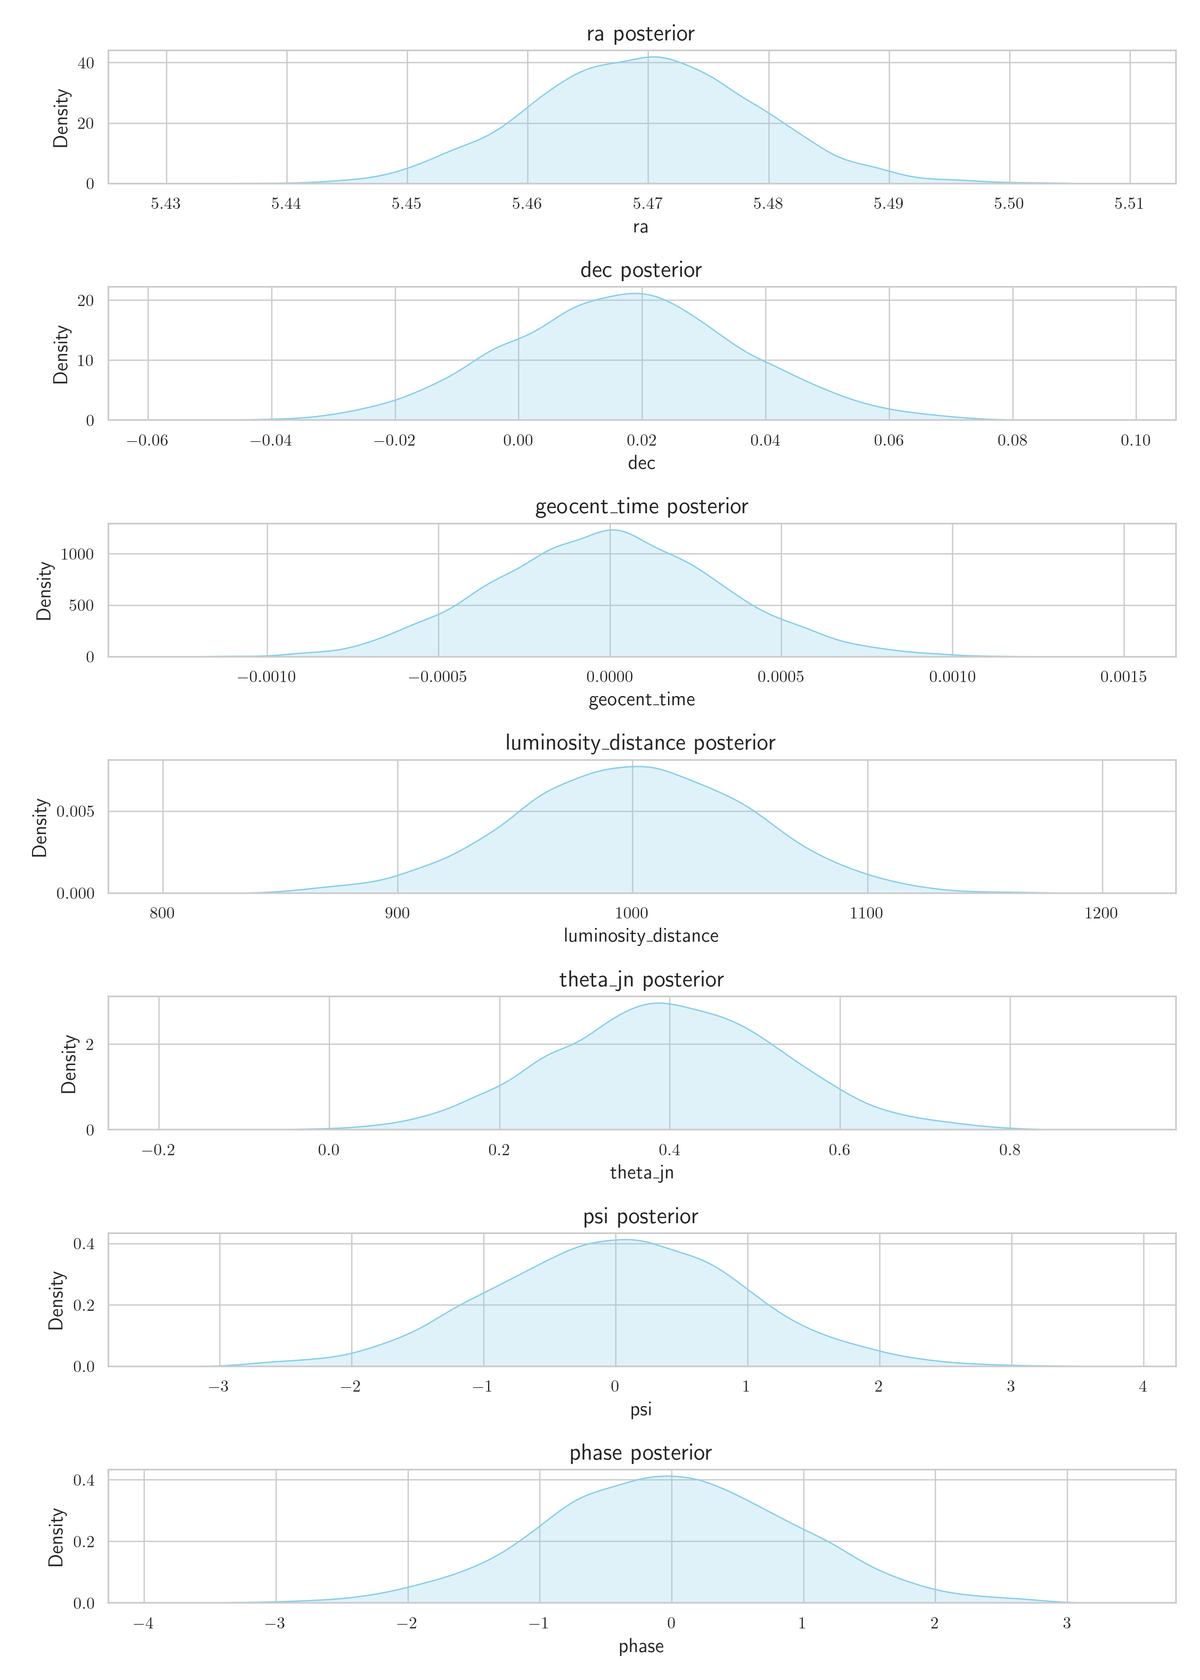 ra posterior
Density
40
20
0
5.43 5.44 5.45 5.46 5.47 5.48 5.49 5.50 5.51
ra
dec posterior
Density
20
10
0
−0.06 −0.04 −0.02 0.00 0.02 0.04 0.06 0.08 0.10
dec
geocent_time posterior
Density
1000
500
0
−0.0010 −0.0005 0.0000 0.0005 0.0010 0.0015
geocent_time
luminosity_distance posterior
Density
0.005
0.000
800 900 1000 1100 1200
luminosity_distance
theta_jn posterior
Density
2
0
−0.2 0.0 0.2 0.4 0.6 0.8
theta_jn
psi posterior
Density
0.4
0.2
0.0
−3 −2 −1 0 1 2 3 4
psi
phase posterior
Density
0.4
0.2
0.0
−4 −3 −2 −1 0 1 2 3
phase